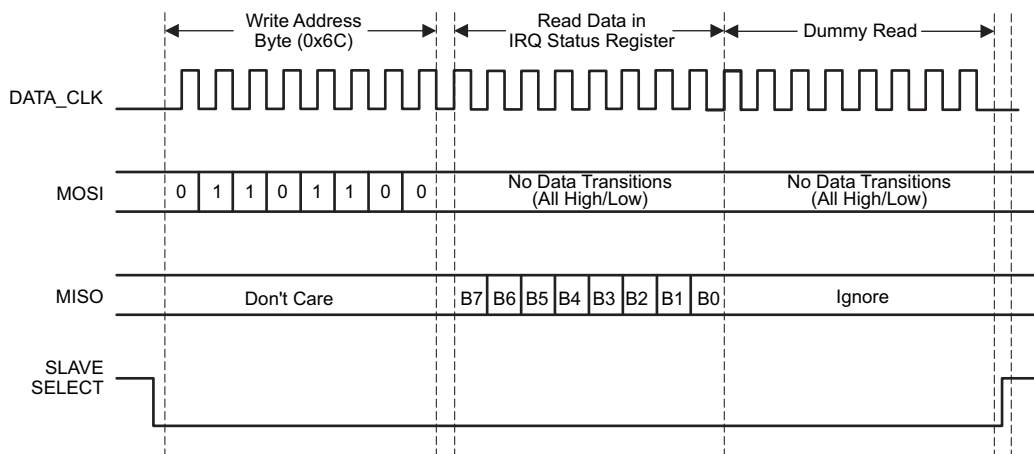 Write Address
Byte (0x6C)
Read Data in
IRQ Status Register
Dummy Read
DATA_CLK
MOSI
0 1 1 0 1 1 0 0
No Data Transitions
(All High/Low)
No Data Transitions
(All High/Low)
MISO
Don't Care
B7 B6 B5 B4 B3 B2 B1 B0
Ignore
SLAVE
SELECT